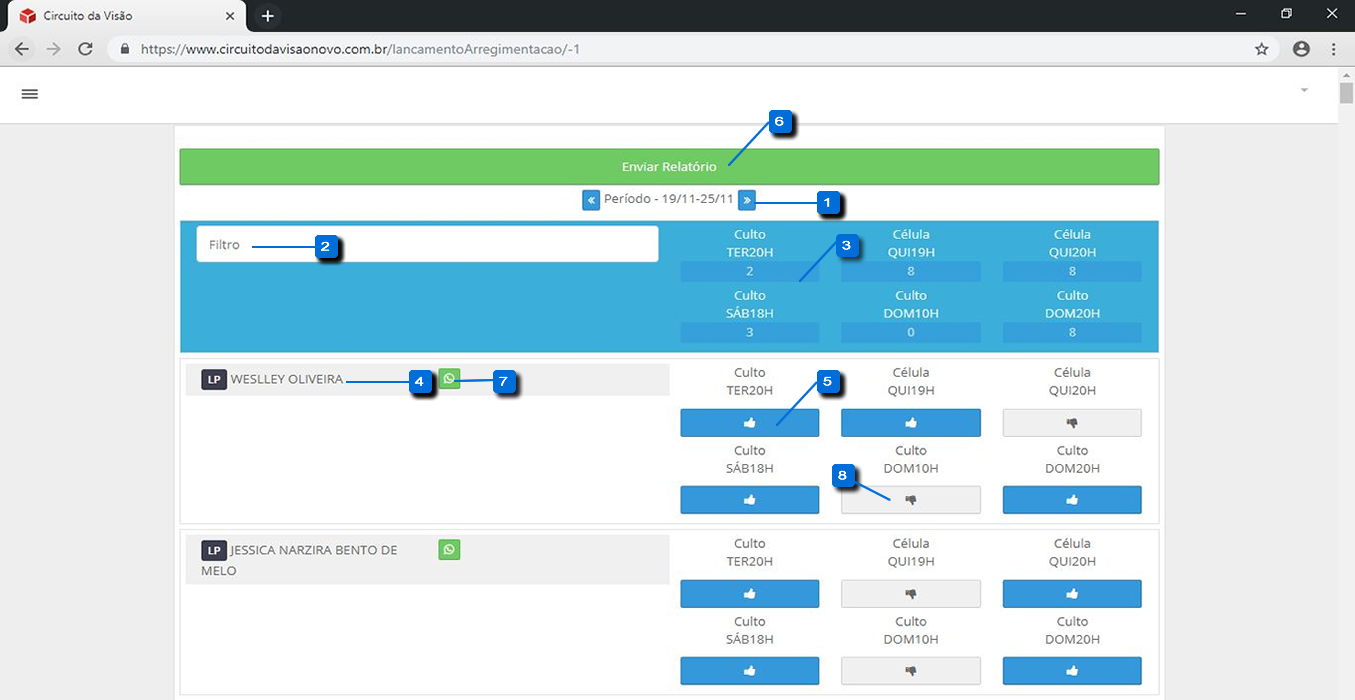 Circuito da Visão
https://www.circuitodavisaonovo.com.br/lancamentoArregimentacao/-1
6
Enviar Relatório
« Período - 19/11-25/11 » 1
Filtro 2
Culto Célula Célula
TER20H QUI19H QUI20H
3
2 8 8
Culto Culto Culto
SÁB18H DOM10H DOM20H
3 0 8
LP WESLLEY OLIVEIRA 4 7
Culto Célula Célula
TER20H QUI19H QUI20H
5
Culto Culto Culto
SÁB18H DOM10H DOM20H
8
LP JESSICA NARZIRA BENTO DE
MELO
Culto Célula Célula
TER20H QUI19H QUI20H
Culto Culto Culto
SÁB18H DOM10H DOM20H